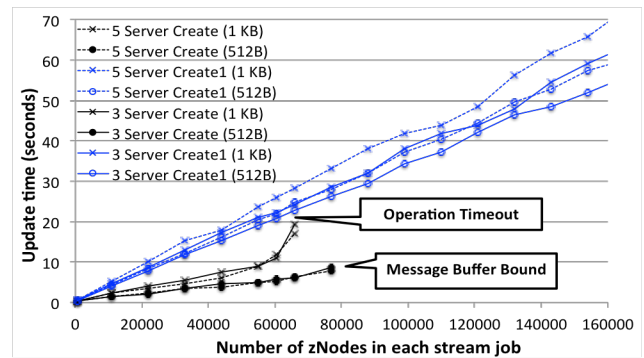 70
60
50
40
30
20
10
0
Update time (seconds)
5 Server Create (1 KB)
5 Server Create (512B)
5 Server Create1 (1 KB)
5 Server Create1 (512B)
3 Server Create (1 KB)
3 Server Create (512B)
3 Server Create1 (1 KB)
3 Server Create1 (512B)
Operation Timeout
Message Buffer Bound
0 20000 40000 60000 80000 100000 120000 140000 160000
Number of zNodes in each stream job